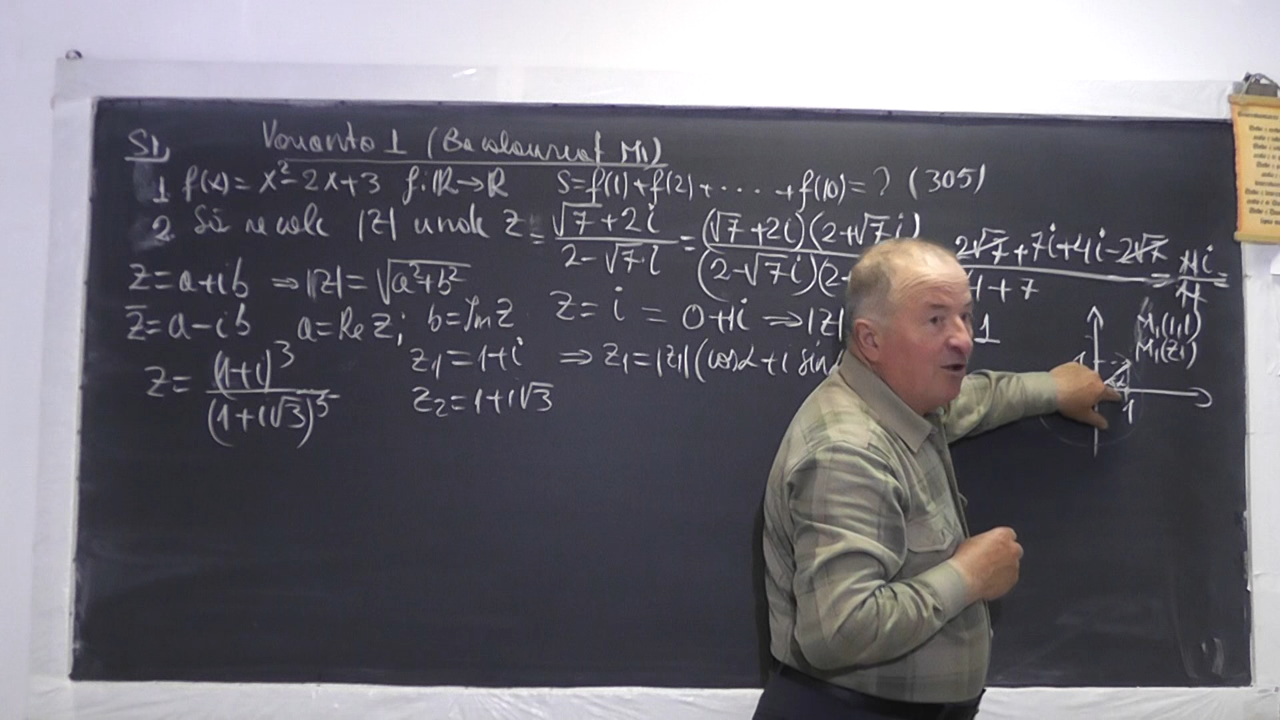 S1.
Varianta 1 (Bacalaureat M1)
1 f(x)=x²-2x+3 f:ℝ→ℝ S=f(1)+f(2)+....+f(10)=? (305)
2. Să se calc |z| unde z=(√7+2i)/(2-√7i)=((√7+2i)(2+√7i))/((2-√7i)(2+ 2√7+7i+4i-2√7/4+7=11i/11=
z=a+ib ⇒|z|=√(a²+b²)
z̄=a-ib a=Re z; b=Im z z=i=0+1i ⇒|z| 1
z=(1+i)³/(1+i√3)⁵ z₁=1+i ⇒z₁=|z₁|(cosα+i sin
z₂=1+i√3
M₁(1,1)
M₁(z₁)
1
α
1